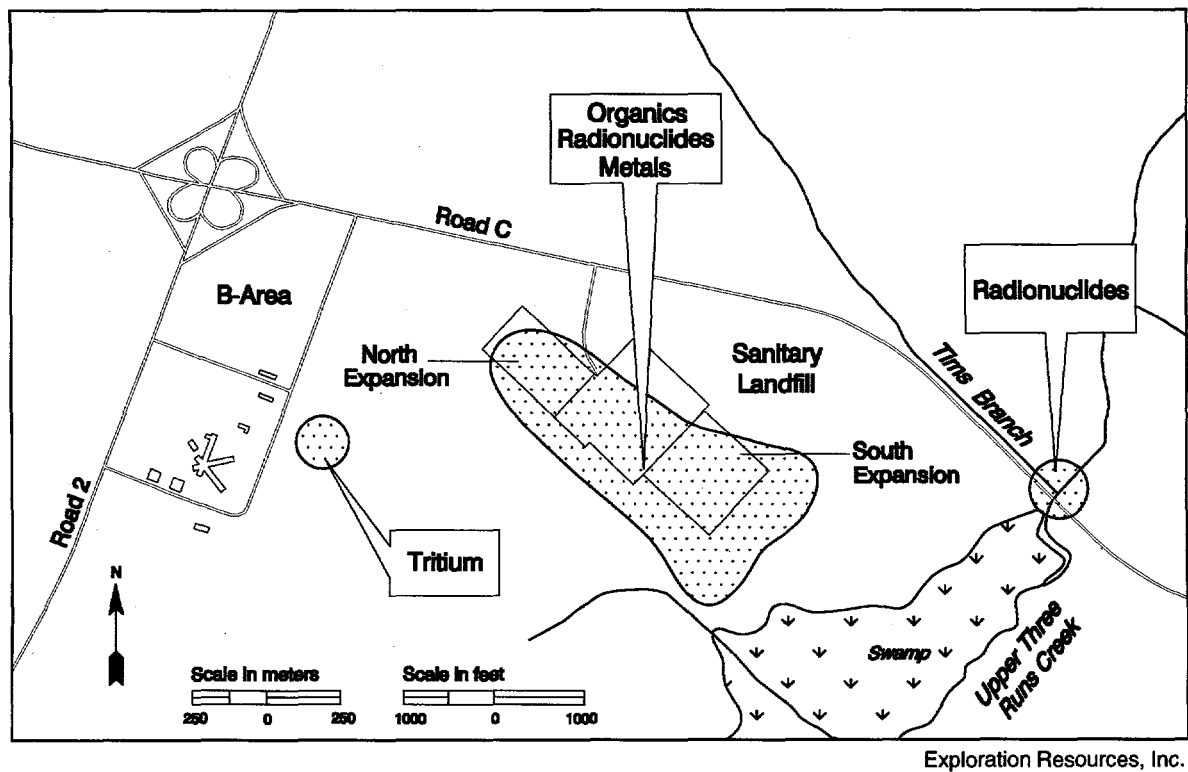 Organics
Radionuclides
Metals
Road C
Radionuclides
B-Area
North
Expansion
Sanitary
Landfill
Tims Branch
South
Expansion
Road 2
Tritium
N
Swamp
Upper Three
Runs Creek
Scale in meters
250 0 250
Scale in feet
1000 0 1000
Exploration Resources, Inc.